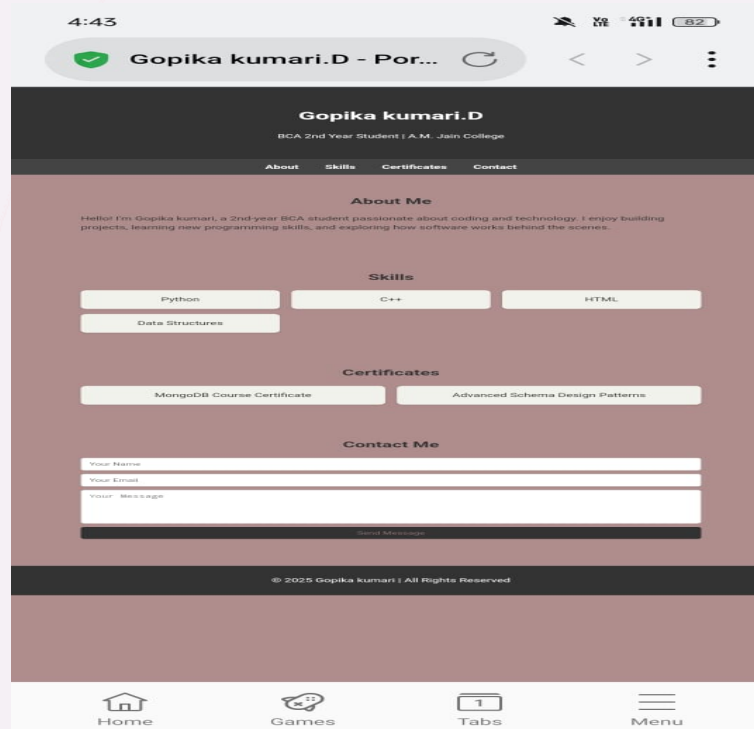 4:43
Vo LTE 4G+ 82
Gopika kumari.D - Por...
Gopika kumari.D
BCA 2nd Year Student | A.M. Jain College
About Skills Certificates Contact
About Me
Hello! I'm Gopika kumari, a 2nd-year BCA student passionate about coding and technology. I enjoy building
projects, learning new programming skills, and exploring how software works behind the scenes.
Skills
Python C++ HTML
Data Structures
Certificates
MongoDB Course Certificate Advanced Schema Design Patterns
Contact Me
Your Name
Your Email
Your Message
Send Message
© 2025 Gopika kumari | All Rights Reserved
1
Home Games Tabs Menu